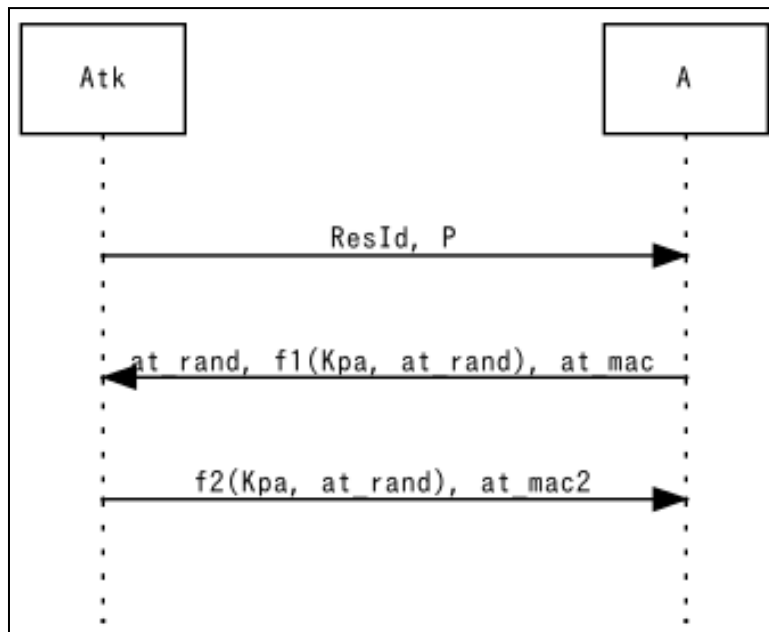 Atk
A
ResId, P
at_rand, f1(Kpa, at_rand), at_mac
f2(Kpa, at_rand), at_mac2